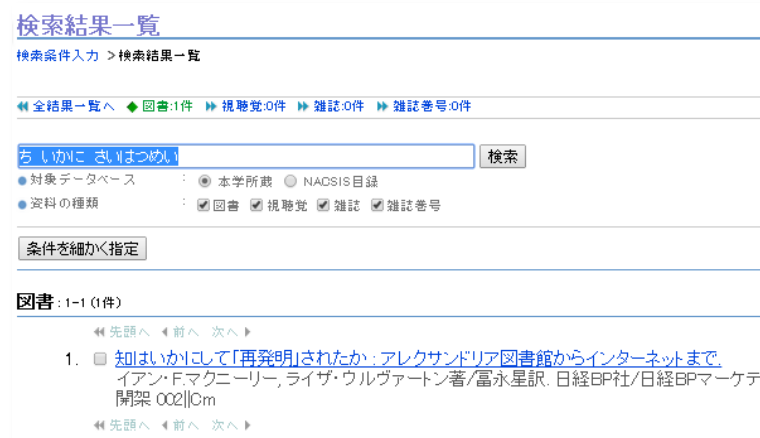 検索結果一覧
検索条件入力 >検索結果一覧
全結果一覧へ ◆ 図書:1件 視聴覚:0件 雑誌:0件 雑誌巻号:0件
ち いかに さいはつめい 検索
対象データベース : 本学所蔵 NACSIS目録
資料の種類 : 図書 視聴覚 雑誌 雑誌巻号
条件を細かく指定
図書 : 1-1 (1件)
先頭へ 前へ 次へ
1. 知はいかにして「再発明」されたか : アレクサンドリア図書館からインターネットまで.
イアン・F.マクニーリー, ライザ・ウルヴァートン著/冨永星訳. 日経BP社/日経BPマーケテ
開架 002||Cm
先頭へ 前へ 次へ